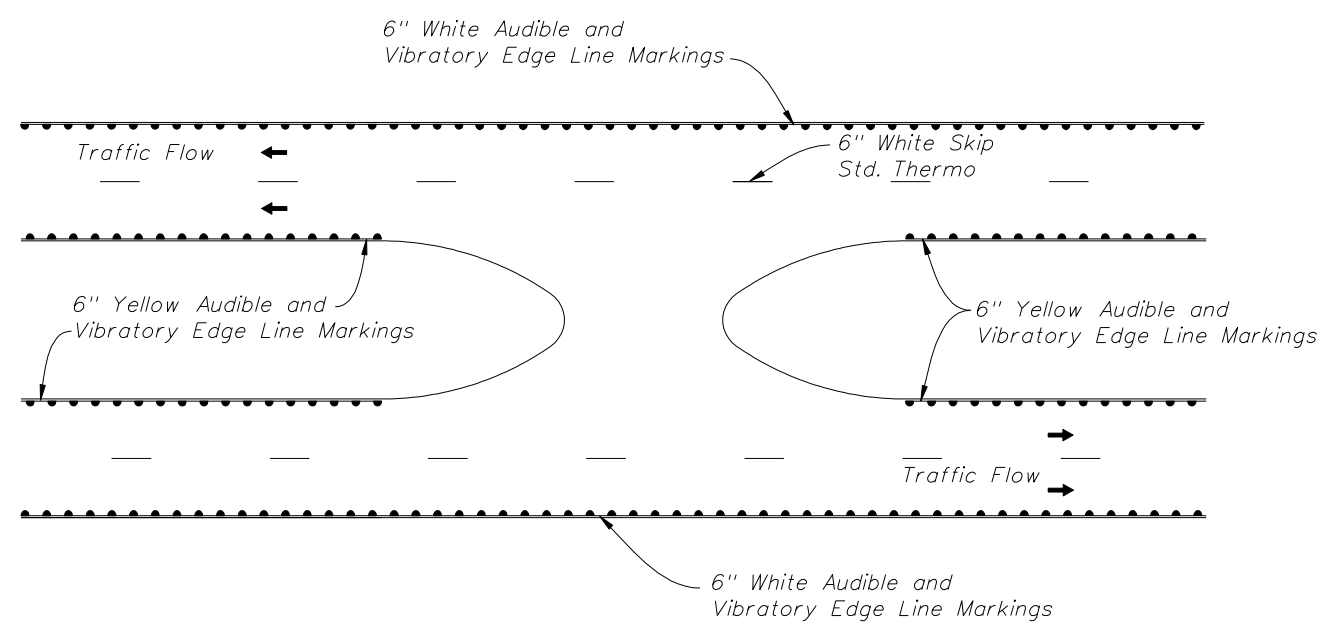 6" White Audible and
Vibratory Edge Line Markings
Traffic Flow
6" White Skip
Std. Thermo
6" Yellow Audible and
Vibratory Edge Line Markings
6" Yellow Audible and
Vibratory Edge Line Markings
Traffic Flow
6" White Audible and
Vibratory Edge Line Markings